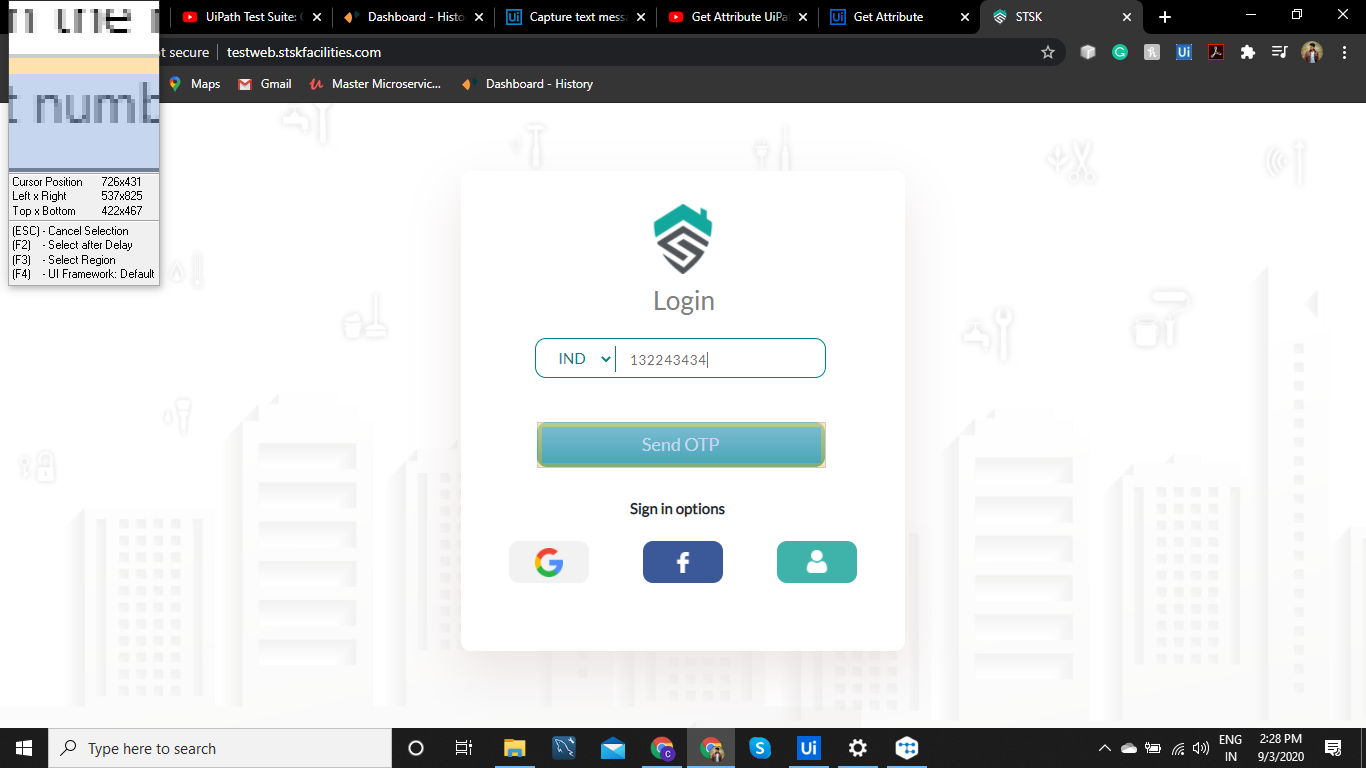 UiPath Test Suite:
Dashboard - Histo
Capture text mess
Get Attribute UiPa
Get Attribute
STSK
t secure
testweb.stskfacilities.com
Maps
Gmail
Master Microservic...
Dashboard - History
t numb
Cursor Position 726x431
Left x Right 537x825
Top x Bottom 422x467
(ESC) - Cancel Selection
(F2) - Select after Delay
(F3) - Select Region
(F4) - UI Framework: Default
Login
IND
132243434
Send OTP
Sign in options
Type here to search
ENG
IN
2:28 PM
9/3/2020